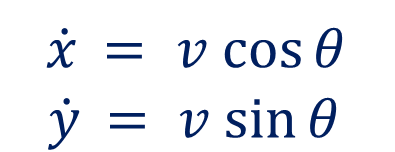 ẋ = v cos θ
ẏ = v sin θ